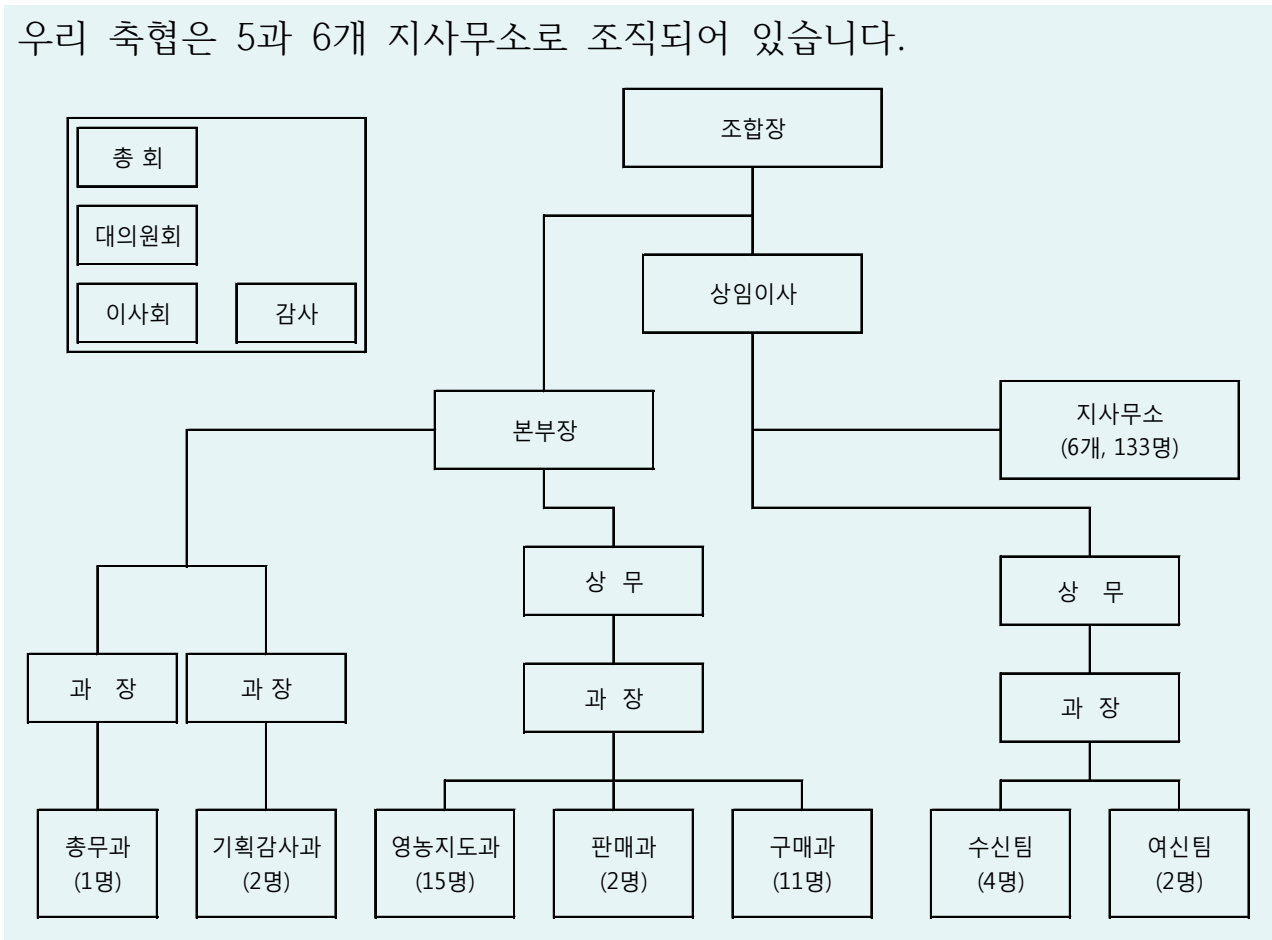 우리 축협은 5과 6개 지사무소로 조직되어 있습니다.
조합장
총 회
대의원회
이사회
감사
상임이사
본부장
지사무소
(6개, 133명)
상 무
상 무
과 장
과 장
과 장
과 장
총무과
(1명)
기획감사과
(2명)
영농지도과
(15명)
판매과
(2명)
구매과
(11명)
수신팀
(4명)
여신팀
(2명)